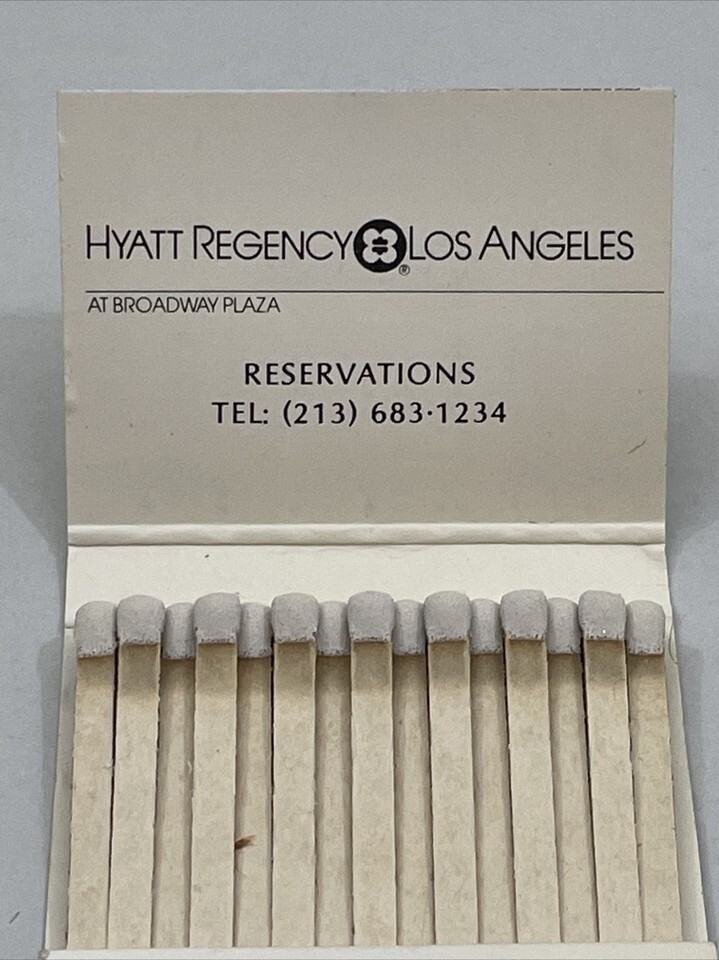 HYATT REGENCY LOS ANGELES
®
AT BROADWAY PLAZA
RESERVATIONS
TEL: (213) 683·1234